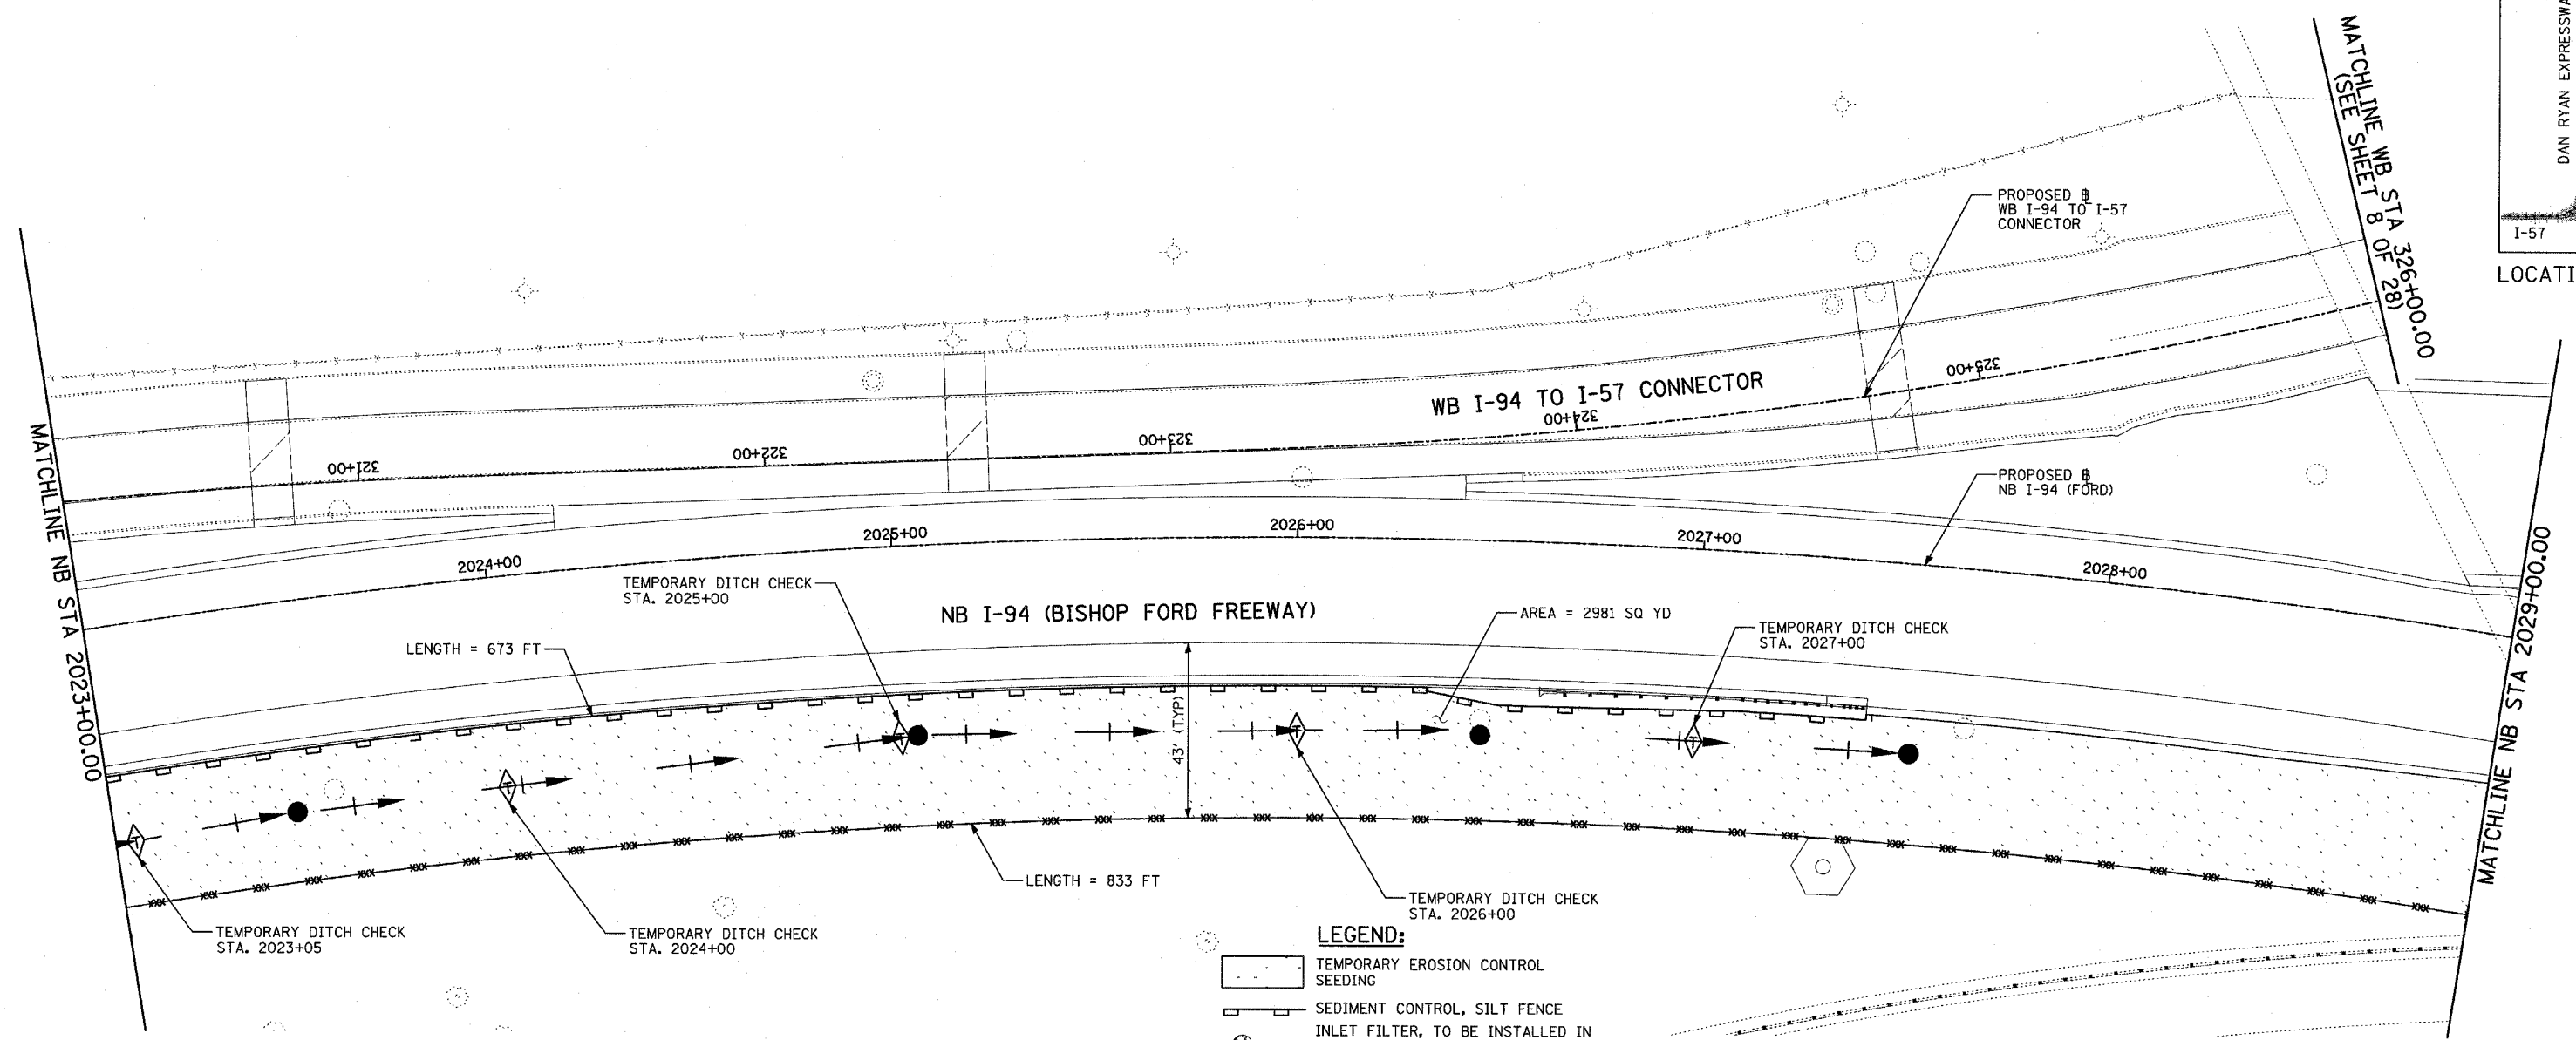 MATCHLINE WB STA 326+00.00
(SEE SHEET 8 OF 28)
DAN RYAN
I-57
PROPOSED
WB I-94 TO I-57
CONNECTOR
WB I-94 TO I-57 CONNECTOR
321+00
322+00
323+00
324+00
325+00
PROPOSED
NB I-94 (FORD)
MATCHLINE NB STA 2023+00.00
2024+00
2025+00
2026+00
2027+00
2028+00
MATCHLINE NB STA 2029+00.00
TEMPORARY DITCH CHECK
STA. 2025+00
NB I-94 (BISHOP FORD FREEWAY)
AREA = 2981 SQ YD
TEMPORARY DITCH CHECK
STA. 2027+00
LENGTH = 673 FT
43' (TYP)
T
T
T
T
T
LENGTH = 833 FT
TEMPORARY DITCH CHECK
STA. 2023+05
TEMPORARY DITCH CHECK
STA. 2024+00
TEMPORARY DITCH CHECK
STA. 2026+00
LEGEND:
TEMPORARY EROSION CONTROL
SEEDING
SEDIMENT CONTROL, SILT FENCE
INLET FILTER, TO BE INSTALLED IN